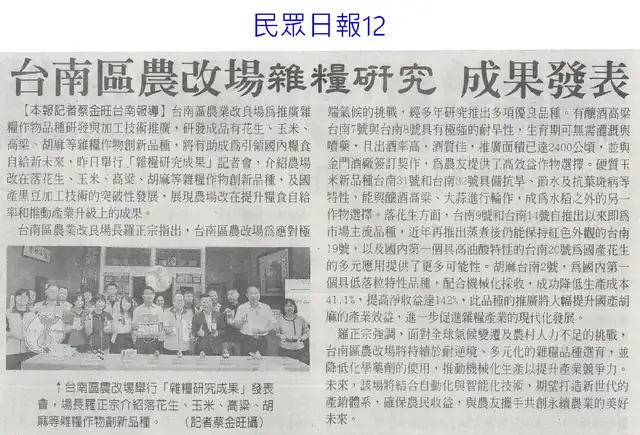 民眾日報12
台南區農改場雜糧研究 成果發表
【本報記者蔡金旺台南報導】台南區農業改良場為推廣雜
糧作物品種研發與加工技術推廣，研發成品有花生、玉米、
高粱、胡麻等雜糧作物創新品種，將有助成為引領國內糧食
自給新未來，昨日舉行「雜糧研究成果」記者會，介紹農場
改在落花生、玉米、高粱、胡麻等雜糧作物創新品種，及國
產黑豆加工技術的突破性發展，展現農場改在提升糧食自給
率和推動產業升級上的成果。
台南區農業改良場長羅正宗指出，台南區農改場為應對極
端氣候的挑戰，經多年研究推出多項優良品種。有釀酒高粱
台南7號與台南8號具有極強的耐旱性，生育期可無需灌溉與
噴藥，且出酒率高、酒質佳，推廣面積已達2400公頃，並與
金門酒廠簽訂契作，為農友提供了高效益作物選擇。硬質玉
米新品種台南31號和台南32號具備抗旱、節水及抗葉斑病等
特性，能與釀酒高粱、大蒜進行輪作，成為水稻之外的另一
作物選擇。落花生方面，台南9號和台南14號自推出以來即為
市場主流品種，近年再推出蒸煮後仍能保持紅色外觀的台南
19號，以及國內第一個具高油酸特性的台南20號為國產花生
的多元應用提供了更多可能性。胡麻台南2號，為國內第一
個具低落粒特性品種，配合機械化採收，成功降低生產成本
41.1%，提高淨收益達142%，此品種的推廣將大幅提升國產胡
麻的產業效益，進一步促進雜糧產業的現代化發展。
羅正宗強調，面對全球氣候變遷及農村人力不足的挑戰，
台南區農改場將持續於耐逆境、多元化的雜糧品種選育，並
降低化學藥劑的使用，推動機械化生產以提升產業競爭力。
未來，該場將結合自動化與智能化技術，期望打造新世代的
產銷體系，確保農民收益，與農友攜手共創永續農業的美好
未來。
↑台南區農改場舉行「雜糧研究成果」發表
會，場長羅正宗介紹落花生、玉米、高粱、胡
麻等雜糧作物創新品種。 （記者蔡金旺攝）